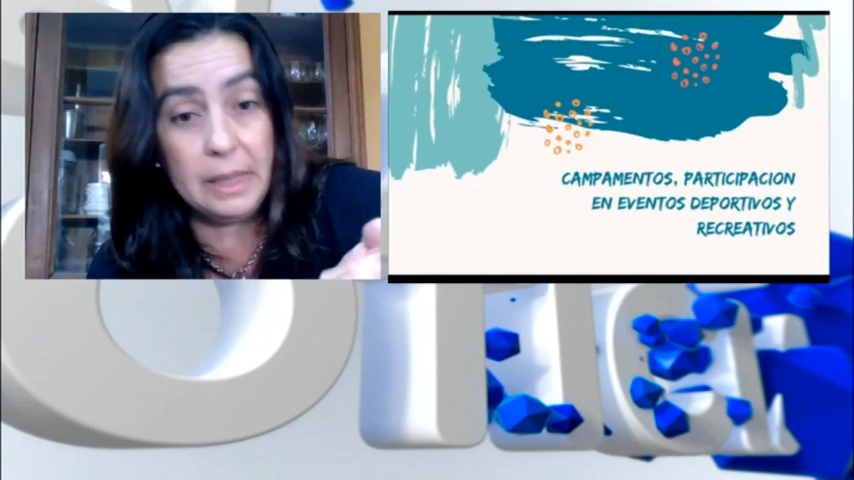 CAMPAMENTOS, PARTICIPACION
EN EVENTOS DEPORTIVOS Y
RECREATIVOS